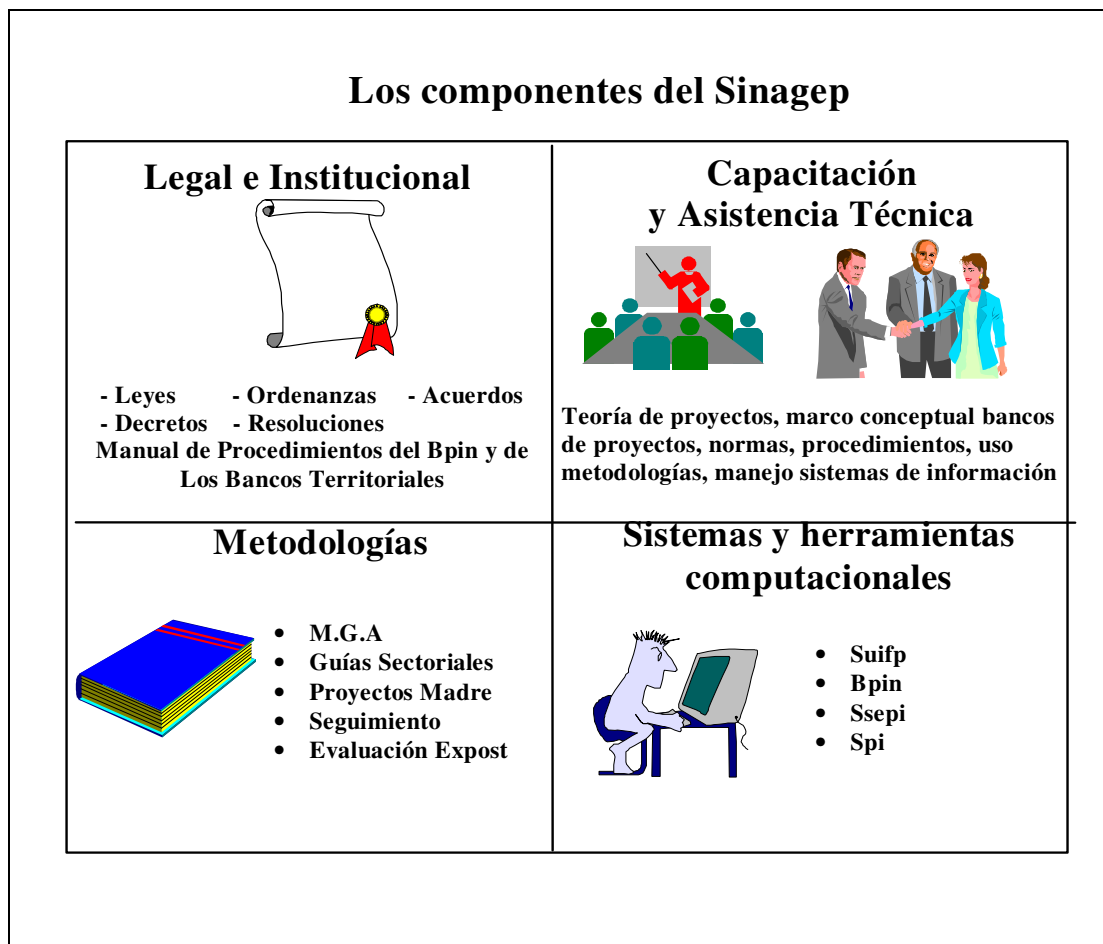 Los componentes del Sinagep
Legal e Institucional
- Leyes - Ordenanzas - Acuerdos
- Decretos - Resoluciones
Manual de Procedimientos del Bpin y de
Los Bancos Territoriales
Capacitación
y Asistencia Técnica
Teoría de proyectos, marco conceptual bancos
de proyectos, normas, procedimientos, uso
metodologías, manejo sistemas de información
Metodologías
• M.G.A
• Guías Sectoriales
• Proyectos Madre
• Seguimiento
• Evaluación Expost
Sistemas y herramientas
computacionales
• Suifp
• Bpin
• Ssepi
• Spi